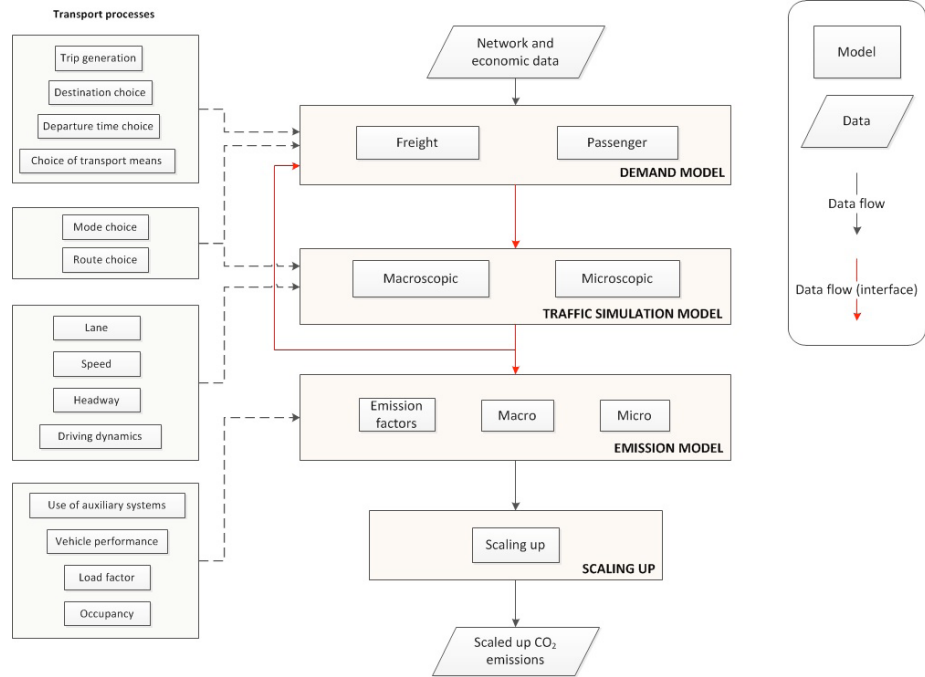 Transport processes
Trip generation
Destination choice
Departure time choice
Choice of transport means
Mode choice
Route choice
Lane
Speed
Headway
Driving dynamics
Use of auxiliary systems
Vehicle performance
Load factor
Occupancy
Network and
economic data
Freight
Passenger
DEMAND MODEL
Macroscopic
Microscopic
TRAFFIC SIMULATION MODEL
Emission
factors
Macro
Micro
EMISSION MODEL
Scaling up
SCALING UP
Scaled up CO₂
emissions
Model
Data
Data flow
Data flow (interface)